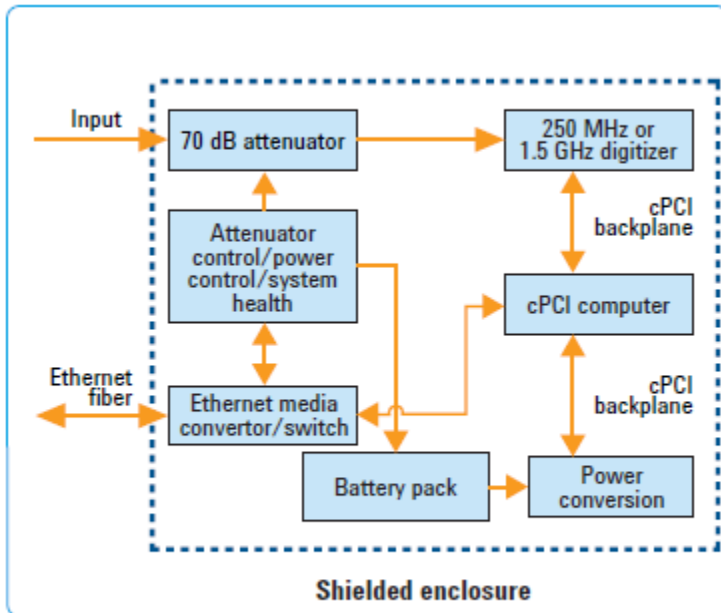 Input
70 dB attenuator
250 MHz or
1.5 GHz digitizer
cPCI
backplane
Attenuator
control/power
control/system
health
cPCI computer
Ethernet
fiber
Ethernet media
convertor/switch
cPCI
backplane
Battery pack
Power
conversion
Shielded enclosure